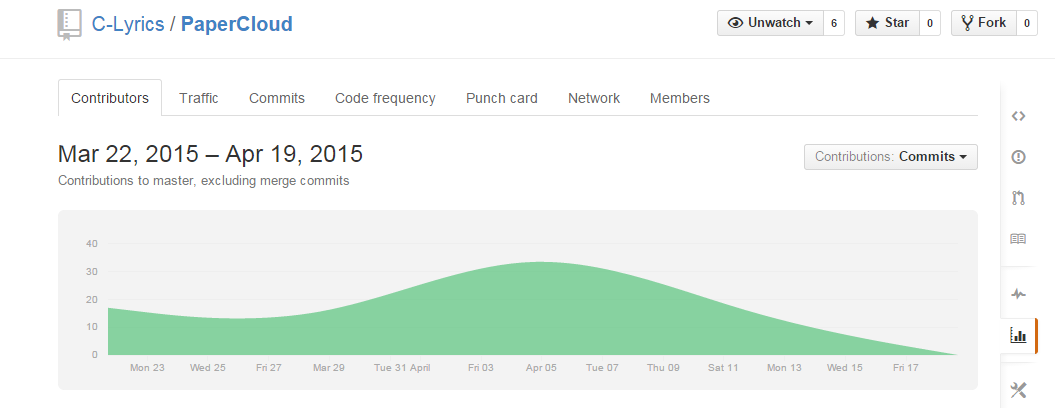 C-Lyrics / PaperCloud
Unwatch 6 Star 0 Fork 0
Contributors Traffic Commits Code frequency Punch card Network Members
Mar 22, 2015 – Apr 19, 2015
Contributions: Commits
Contributions to master, excluding merge commits
40
30
20
10
0
Mon 23 Wed 25 Fri 27 Mar 29 Tue 31 April Fri 03 Apr 05 Tue 07 Thu 09 Sat 11 Mon 13 Wed 15 Fri 17